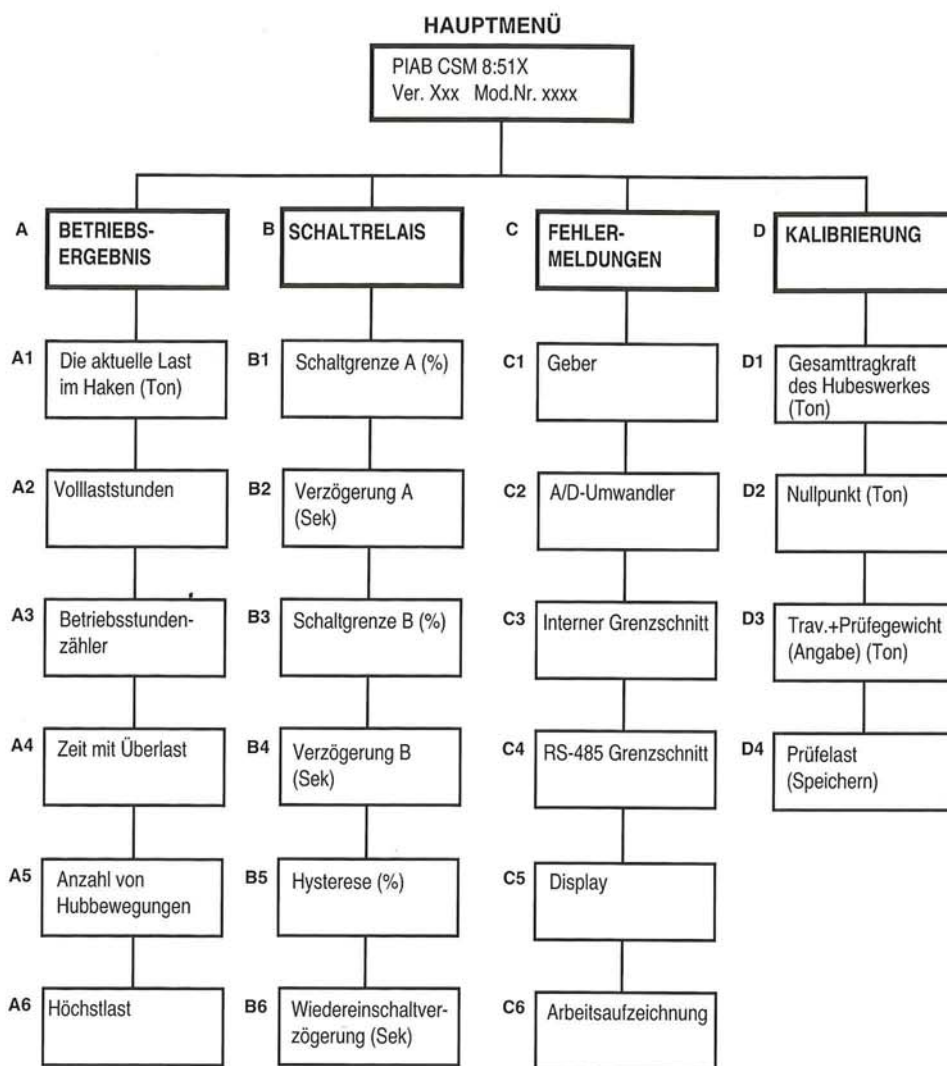 HAUPTMENÜ
PIAB CSM 8:51X
Ver. Xxx Mod.Nr. xxxx
A
BETRIEBS-
ERGEBNIS
A1
Die aktuelle Last
im Haken (Ton)
A2
Volllaststunden
A3
Betriebsstunden-
zähler
A4
Zeit mit Überlast
A5
Anzahl von
Hubbewegungen
A6
Höchstlast
B
SCHALTRELAIS
B1
Schaltgrenze A (%)
B2
Verzögerung A
(Sek)
B3
Schaltgrenze B (%)
B4
Verzögerung B
(Sek)
B5
Hysterese (%)
B6
Wiedereinschaltver-
zögerung (Sek)
C
FEHLER-
MELDUNGEN
C1
Geber
C2
A/D-Umwandler
C3
Interner Grenzschnitt
C4
RS-485 Grenzschnitt
C5
Display
C6
Arbeitsaufzeichnung
D
KALIBRIERUNG
D1
Gesamttragkraft
des Hubeswerkes
(Ton)
D2
Nullpunkt (Ton)
D3
Trav.+Prüfegewicht
(Angabe) (Ton)
D4
Prüfelast
(Speichern)